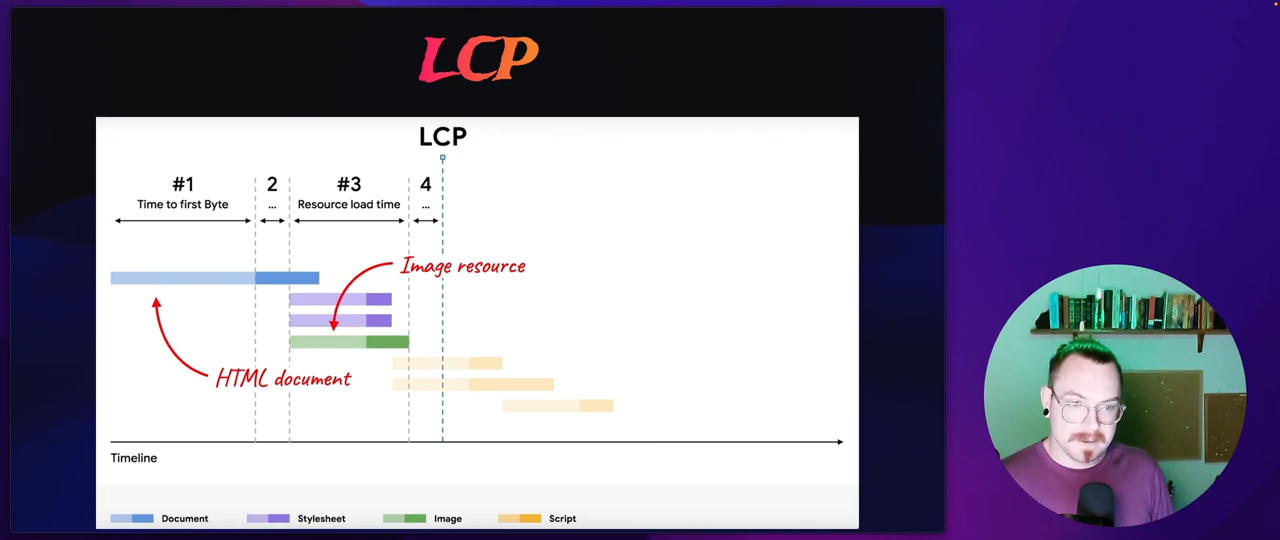 LCP
LCP
#1
2
#3
4
Time to first Byte
...
Resource load time
...
Image resource
HTML document
Timeline
Document
Stylesheet
Image
Script